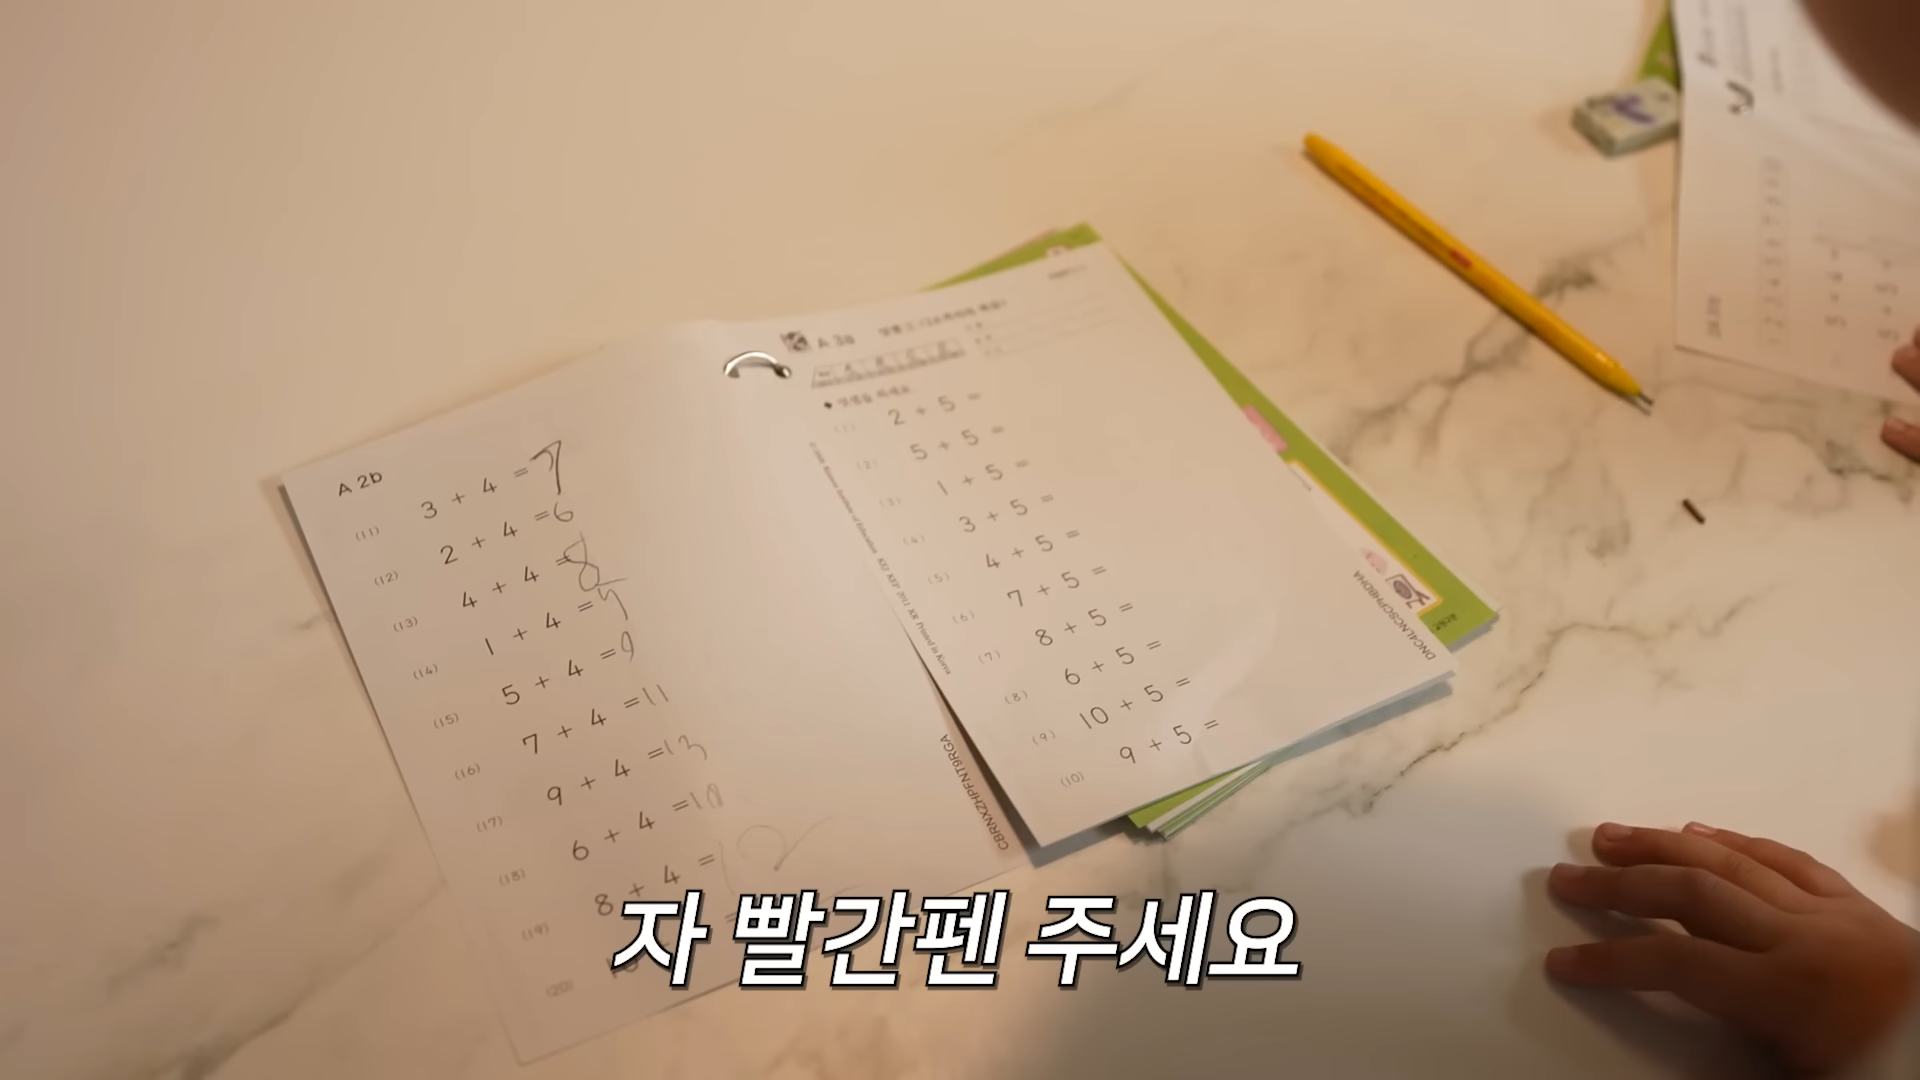 A 2b
(11) 3 + 4 = 7
(12) 2 + 4 = 6
(13) 4 + 4 = 8
(14) 1 + 4 = 5
(15) 5 + 4 = 9
(16) 7 + 4 = 11
(17) 9 + 4 = 13
(18) 6 + 4 = 10
(19) 8 + 4 = 12
(20)
CBRNXZHPFNT9RGA
A 3a
(1) 2 + 5 =
(2) 5 + 5 =
(3) 1 + 5 =
(4) 3 + 5 =
(5) 4 + 5 =
(6) 7 + 5 =
(7) 8 + 5 =
(8) 6 + 5 =
(9) 10 + 5 =
(10) 9 + 5 =
DNC4LNCSCPHBDHA
자 빨간펜 주세요